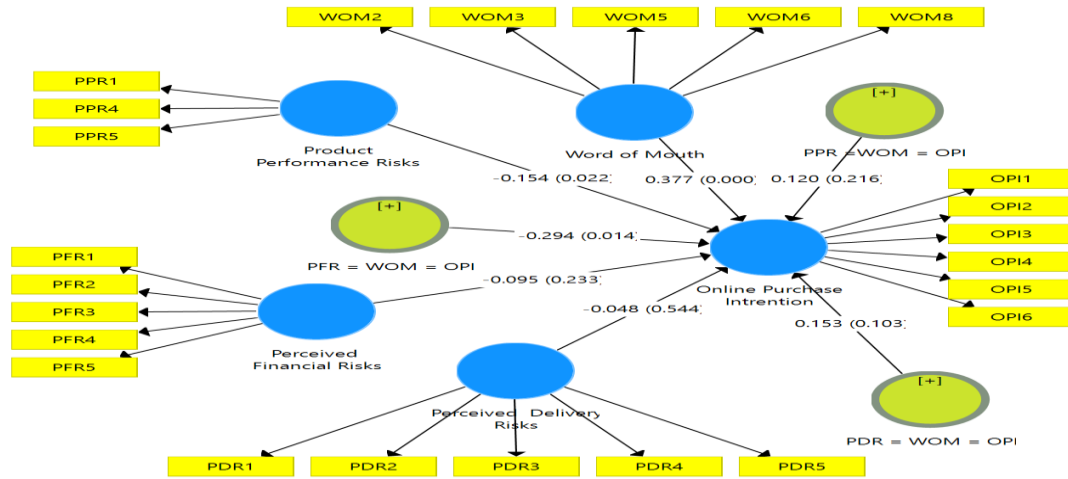 WOM2
WOM3
WOM5
WOM6
WOM8
PPR1
PPR4
PPR5
Product
Performance Risks
Word of Mouth
[+]
PPR =WOM = OPI
-0.154 (0.022)
0.377 (0.000)
0.120 (0.216)
OPI1
OPI2
OPI3
OPI4
OPI5
OPI6
[+]
PFR = WOM = OPI
-0.294 (0.014)
PFR1
PFR2
PFR3
PFR4
PFR5
Perceived
Financial Risks
-0.095 (0.233)
Online Purchase
Intrention
-0.048 (0.544)
0.153 (0.103)
Perceived Delivery
Risks
[+]
PDR = WOM = OPI
PDR1
PDR2
PDR3
PDR4
PDR5